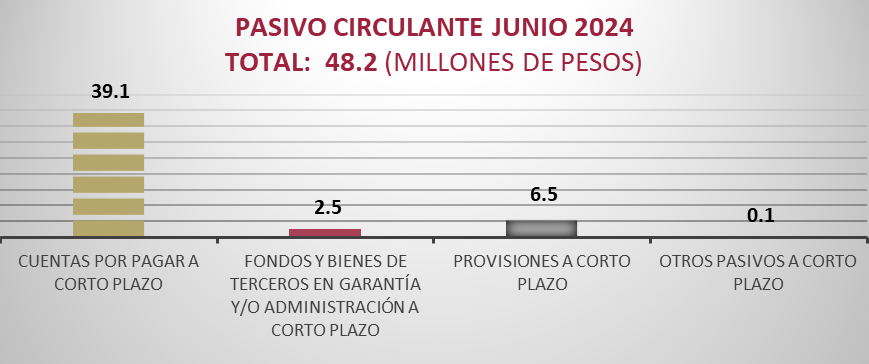 PASIVO CIRCULANTE JUNIO 2024
TOTAL: 48.2 (MILLONES DE PESOS)
39.1
2.5
6.5
0.1
CUENTAS POR PAGAR A
CORTO PLAZO
FONDOS Y BIENES DE
TERCEROS EN GARANTÍA
Y/O ADMINISTRACIÓN A
CORTO PLAZO
PROVISIONES A CORTO
PLAZO
OTROS PASIVOS A CORTO
PLAZO